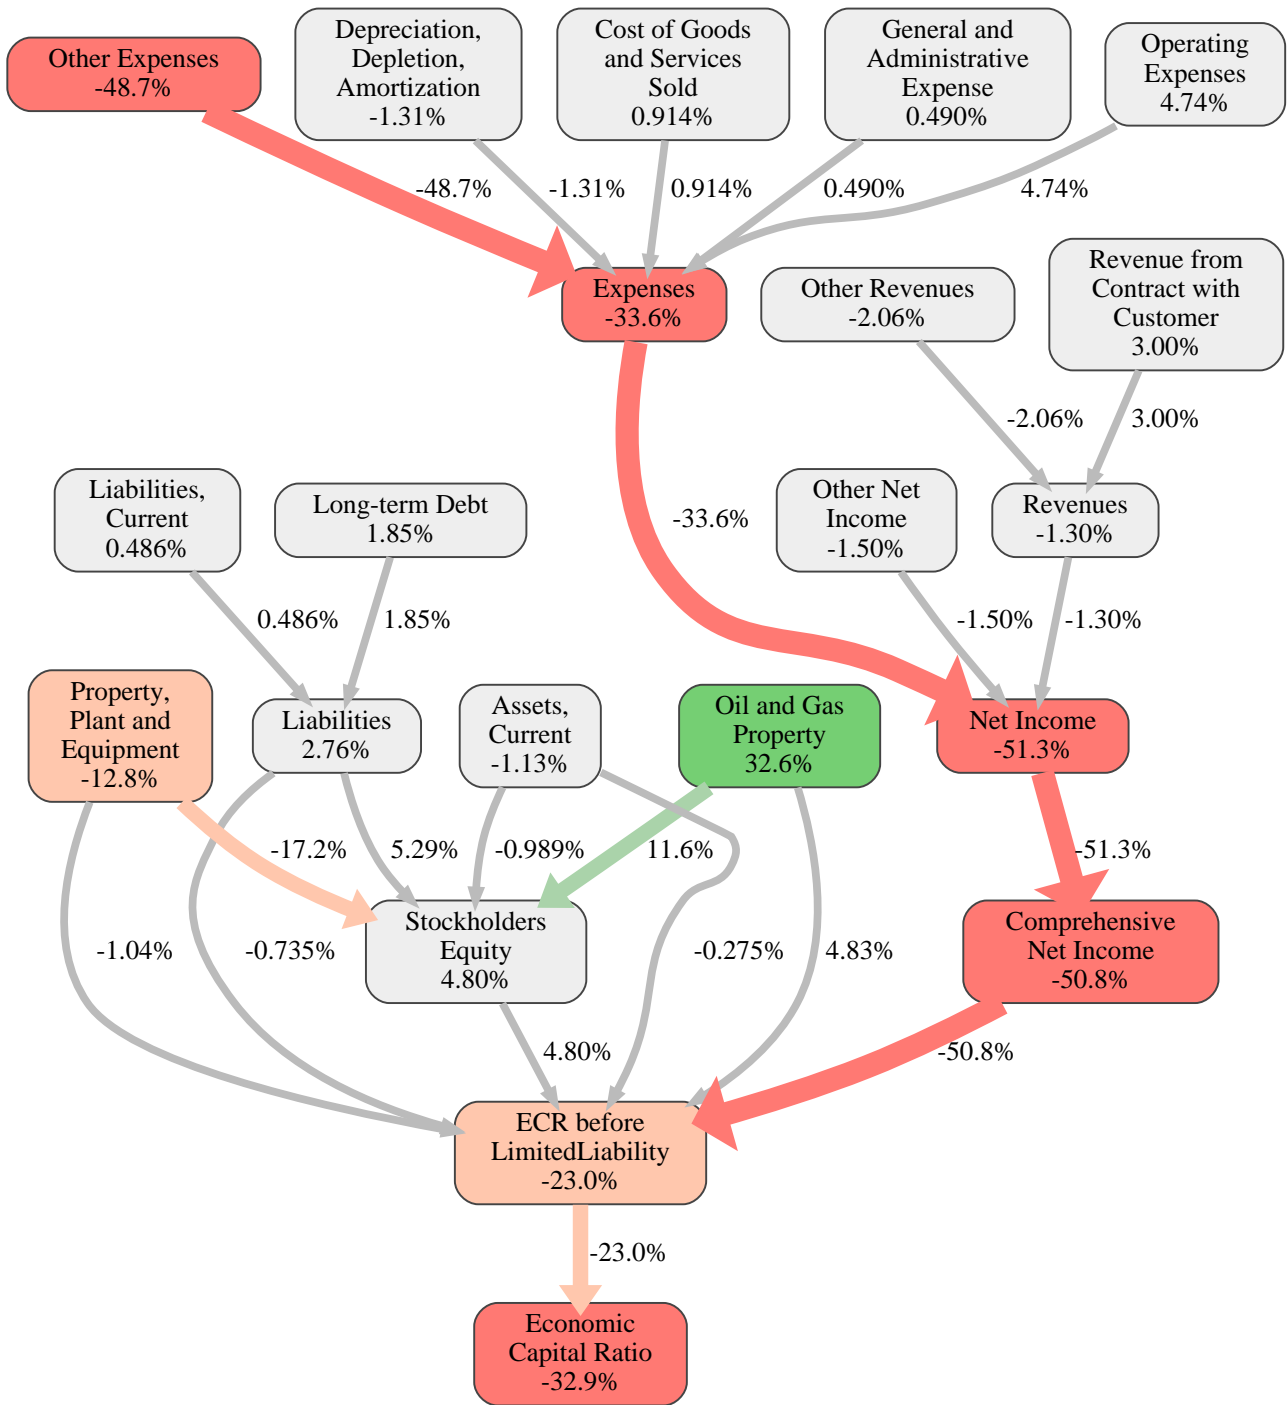 Other Expenses
-48.7%
Depreciation,
Depletion,
Amortization
-1.31%
Cost of Goods
and Services
Sold
0.914%
General and
Administrative
Expense
0.490%
Operating
Expenses
4.74%
-48.7%
-1.31%
0.914%
0.490%
4.74%
Expenses
-33.6%
Other Revenues
-2.06%
Revenue from
Contract with
Customer
3.00%
-2.06%
3.00%
Liabilities,
Current
0.486%
Long-term Debt
1.85%
-33.6%
Other Net
Income
-1.50%
Revenues
-1.30%
0.486%
1.85%
-1.50%
-1.30%
Property,
Plant and
Equipment
-12.8%
Liabilities
2.76%
Assets,
Current
-1.13%
Oil and Gas
Property
32.6%
Net Income
-51.3%
-17.2%
5.29%
-0.989%
11.6%
-51.3%
-1.04%
-0.735%
Stockholders
Equity
4.80%
-0.275%
4.83%
Comprehensive
Net Income
-50.8%
4.80%
-50.8%
ECR before
LimitedLiability
-23.0%
-23.0%
Economic
Capital Ratio
-32.9%